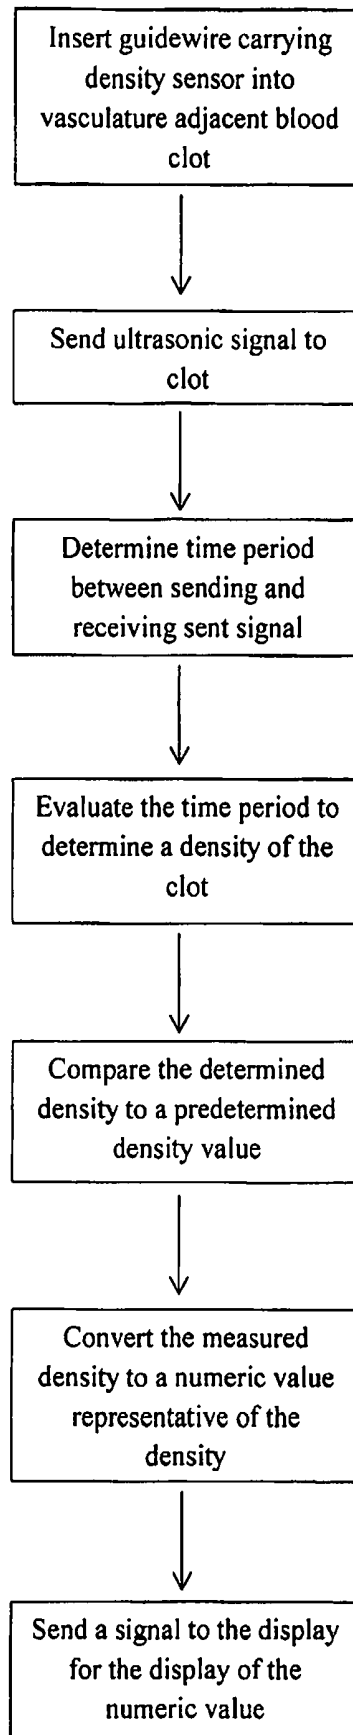 Insert guidewire carrying
density sensor into
vasculature adjacent blood
clot
Send ultrasonic signal to
clot
Determine time period
between sending and
receiving sent signal
Evaluate the time period to
determine a density of the
clot
Compare the determined
density to a predetermined
density value
Convert the measured
density to a numeric value
representative of the
density
Send a signal to the display
for the display of the
numeric value